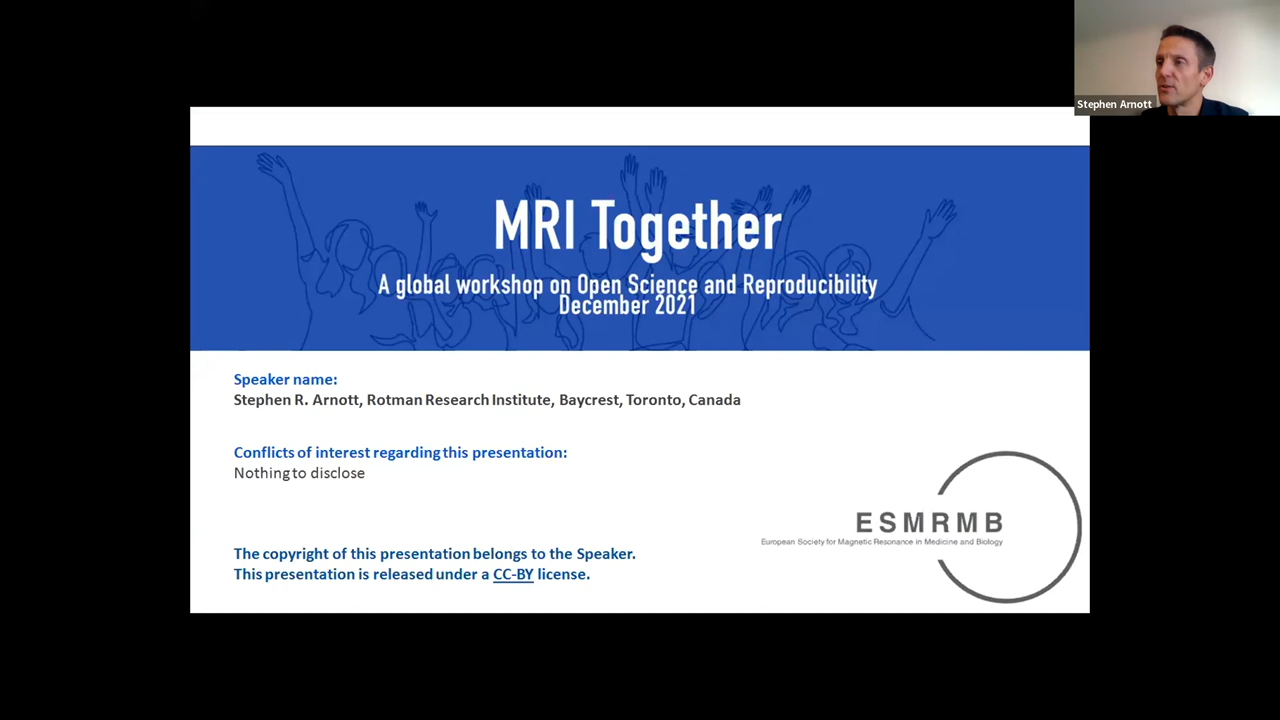 Stephen Arnott
MRI Together
A global workshop on Open Science and Reproducibility
December 2021
Speaker name:
Stephen R. Arnott, Rotman Research Institute, Baycrest, Toronto, Canada
Conflicts of interest regarding this presentation:
Nothing to disclose
ESMRMB
European Society for Magnetic Resonance in Medicine and Biology
The copyright of this presentation belongs to the Speaker.
This presentation is released under a CC-BY license.